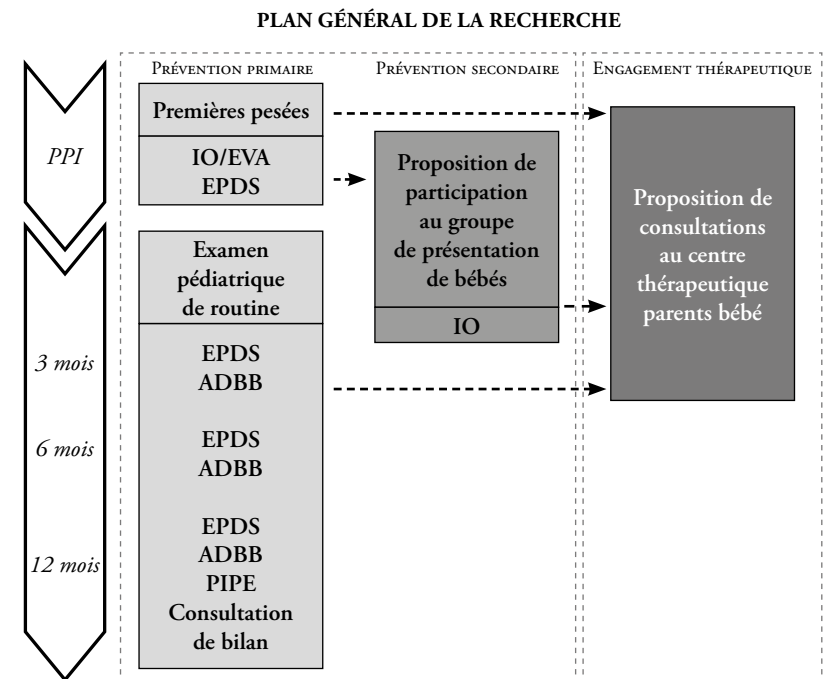 PLAN GÉNÉRAL DE LA RECHERCHE
PRÉVENTION PRIMAIRE
PRÉVENTION SECONDAIRE
ENGAGEMENT THÉRAPEUTIQUE
PPI
3 mois
6 mois
12 mois
Premières pesées
IO/EVA
EPDS
Examen
pédiatrique
de routine
EPDS
ADBB
EPDS
ADBB
EPDS
ADBB
PIPE
Consultation
de bilan
Proposition de
participation
au groupe
de présentation
de bébés
IO
Proposition de
consultations
au centre
thérapeutique
parents bébé